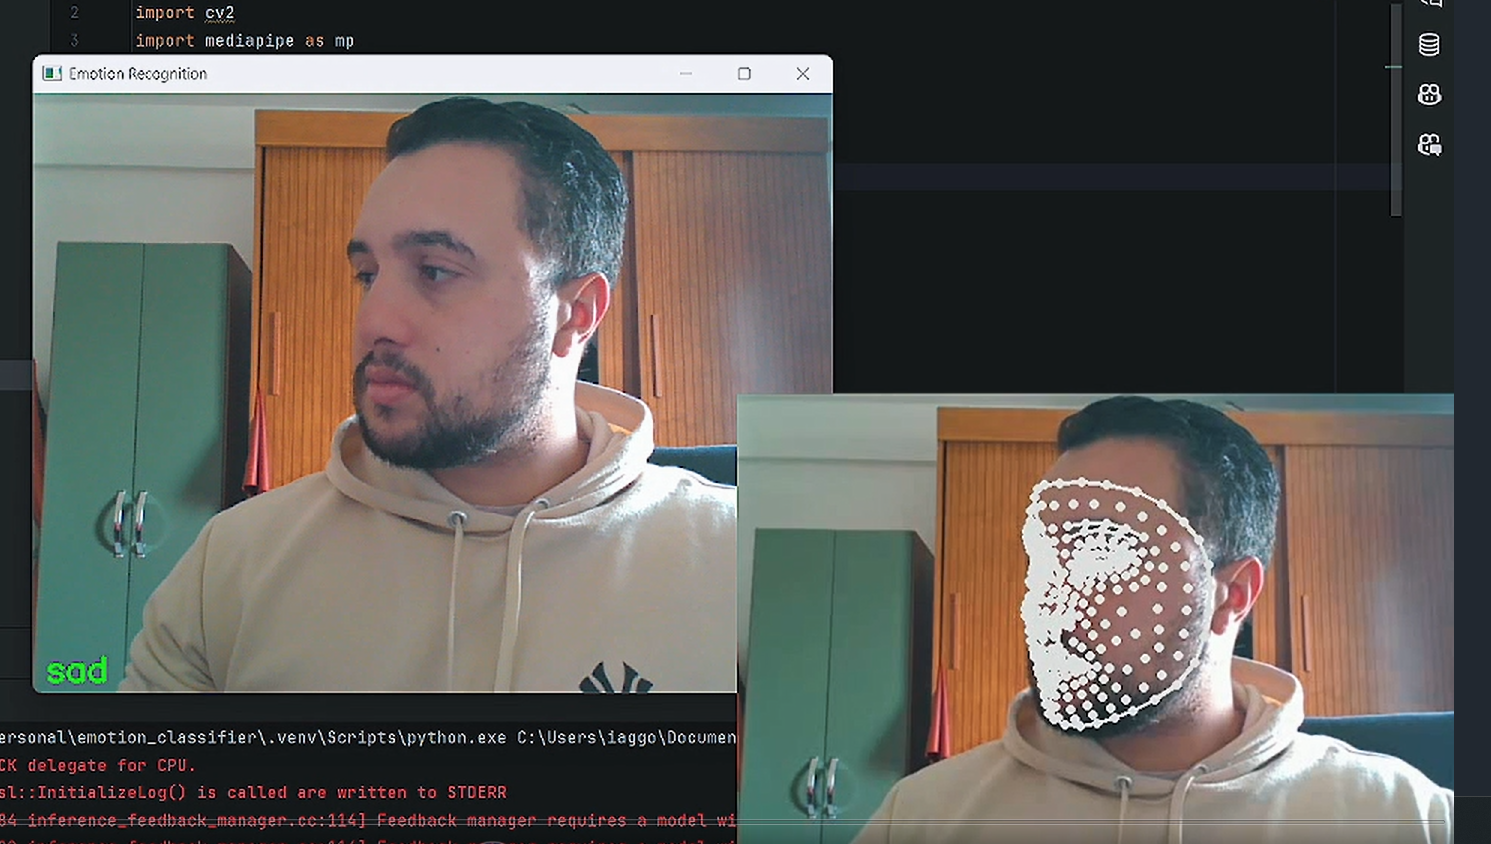 2 import cv2
3 import mediapipe as mp
Emotion Recognition
sad
ersonal\emotion_classifier\.venv\Scripts\python.exe C:\Users\iaggo\Documen
CK delegate for CPU.
sl::InitializeLog() is called are written to STDERR
84 inference_feedback_manager.cc:114] Feedback manager requires a model wi